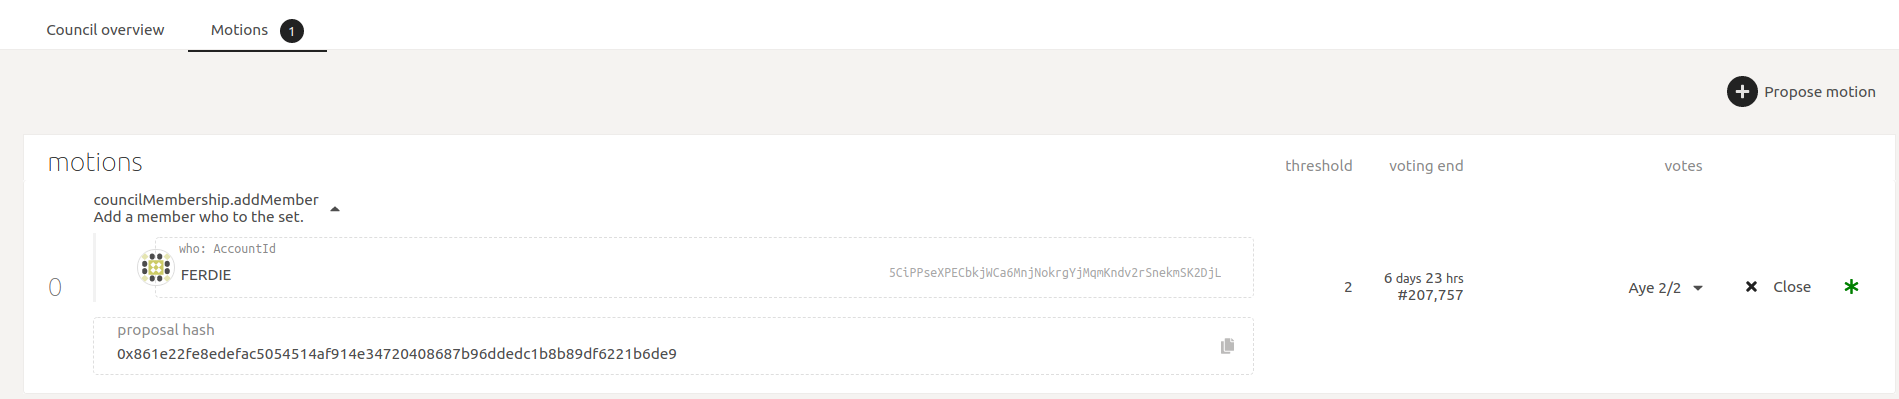 Council overview
Motions 1
Propose motion
motions
threshold
voting end
votes
councilMembership.addMember
Add a member who to the set.
who: AccountId
FERDIE
5CiPPseXPECbkjWCa6MnjNokrgYjMqmKndv2rSnekmSK2DjL
0
2
6 days 23 hrs
#207,757
Aye 2/2
Close
proposal hash
0x861e22fe8edefac5054514af914e34720408687b96ddedc1b8b89df6221b6de9